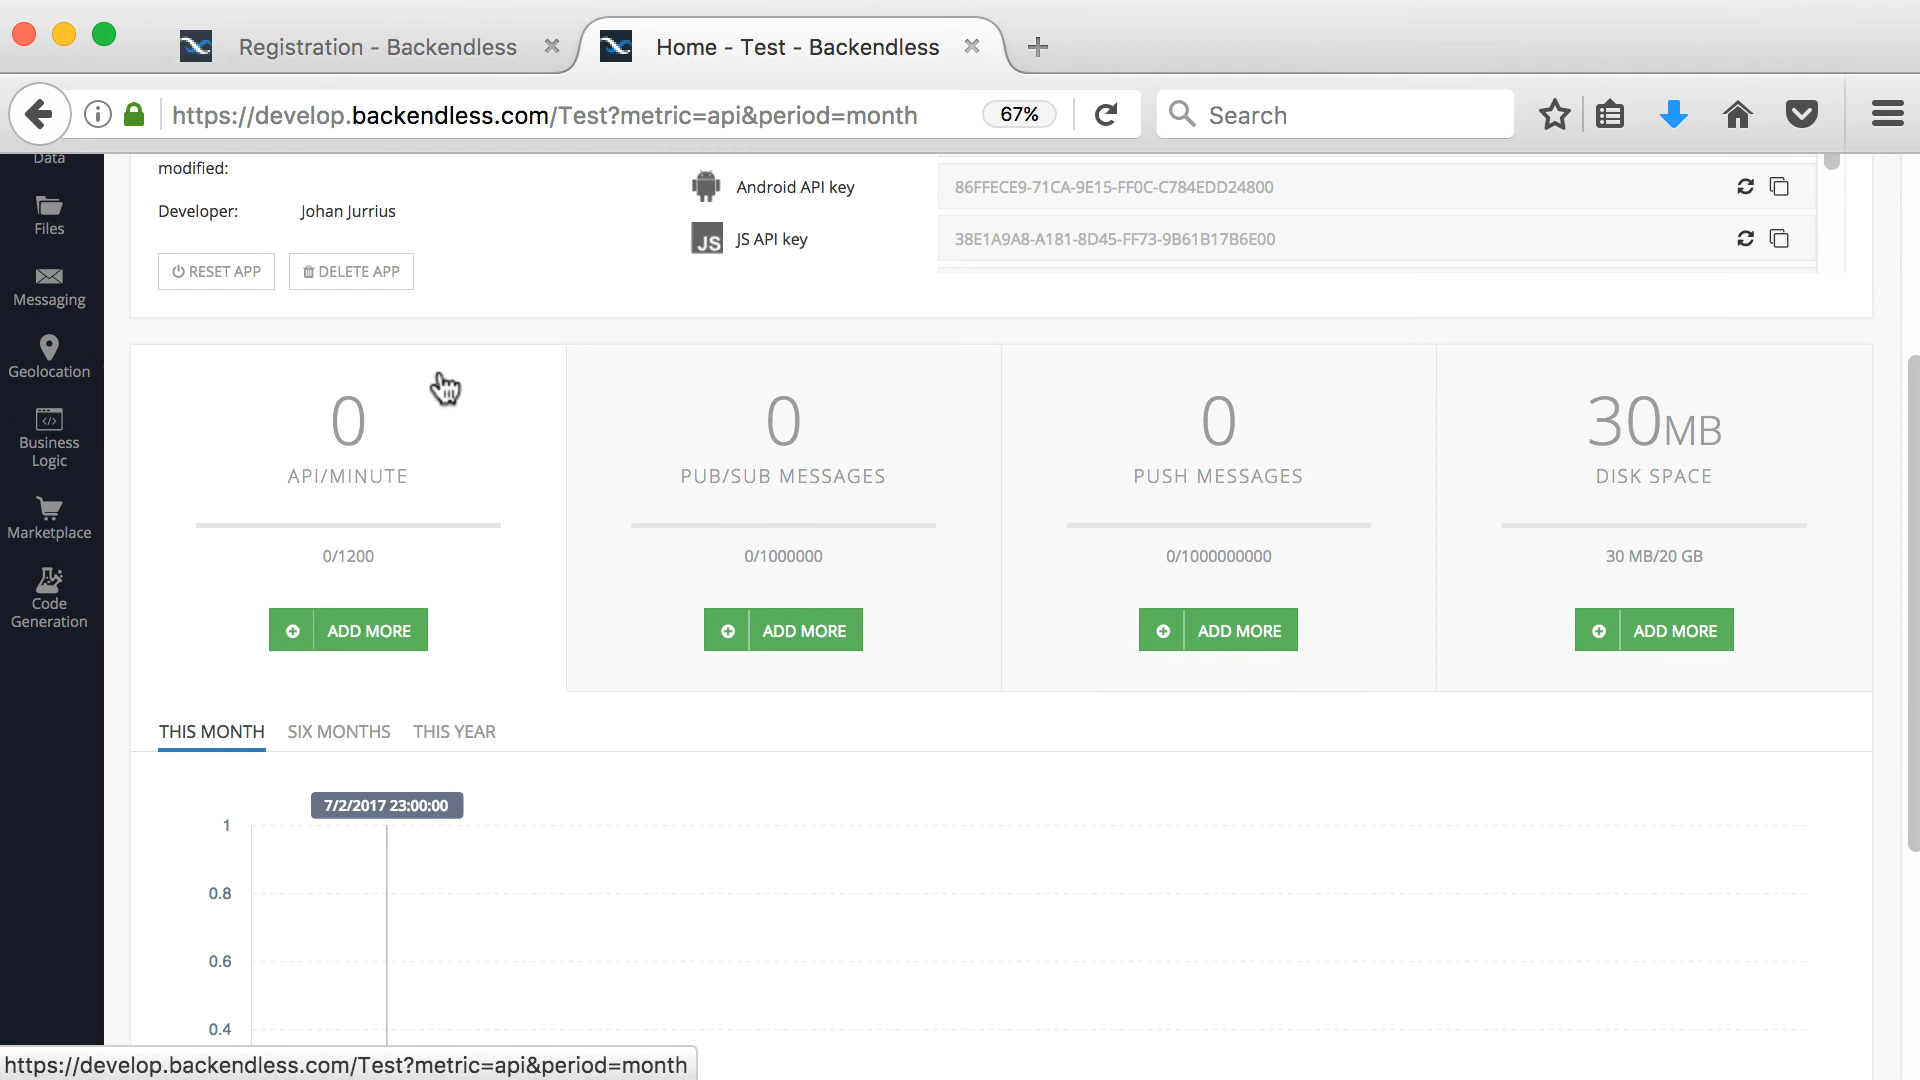 Registration - Backendless
Home - Test - Backendless
https://develop.backendless.com/Test?metric=api&period=month
67%
Search
Data
Files
Messaging
Geolocation
Business
Logic
Marketplace
Code
Generation
modified:
Developer: Johan Jurrius
RESET APP
DELETE APP
Android API key
86FFECE9-71CA-9E15-FF0C-C784EDD24800
JS
JS API key
38E1A9A8-A181-8D45-FF73-9B61B17B6E00
0
API/MINUTE
0/1200
ADD MORE
0
PUB/SUB MESSAGES
0/1000000
ADD MORE
0
PUSH MESSAGES
0/1000000000
ADD MORE
30MB
DISK SPACE
30 MB/20 GB
ADD MORE
THIS MONTH SIX MONTHS THIS YEAR
7/2/2017 23:00:00
1
0.8
0.6
0.4
https://develop.backendless.com/Test?metric=api&period=month